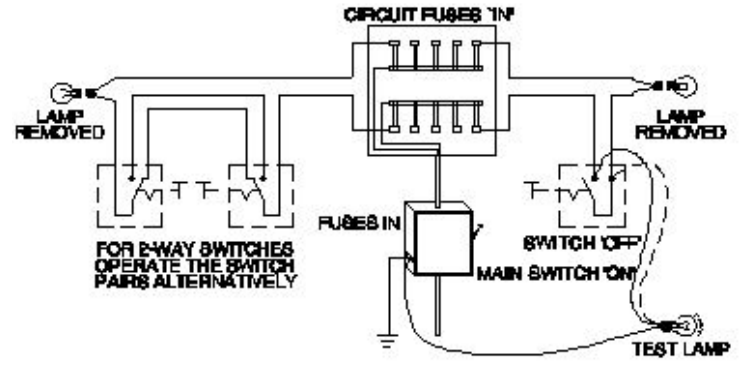 CIRCUIT FUSES 'IN'
LAMP
REMOVED
LAMP
REMOVED
FUSES IN
SWITCH 'OFF'
FOR 2-WAY SWITCHES
OPERATE THE SWITCH
PAIRS ALTERNATIVELY
MAIN SWITCH 'ON'
TEST LAMP